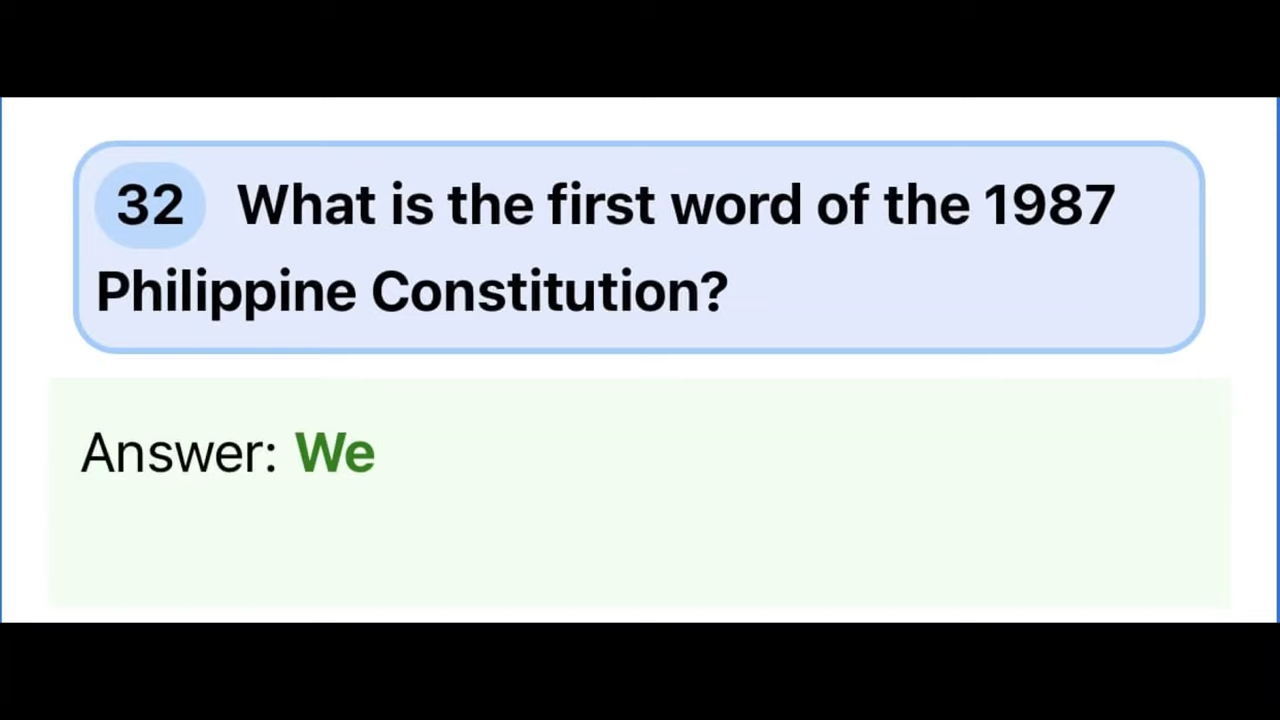 32 What is the first word of the 1987
Philippine Constitution?
Answer: We